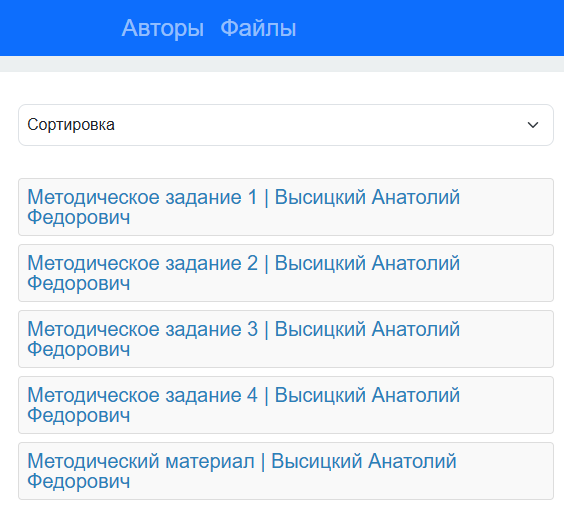 Авторы Файлы
Сортировка
Методическое задание 1 | Высицкий Анатолий
Федорович
Методическое задание 2 | Высицкий Анатолий
Федорович
Методическое задание 3 | Высицкий Анатолий
Федорович
Методическое задание 4 | Высицкий Анатолий
Федорович
Методический материал | Высицкий Анатолий
Федорович